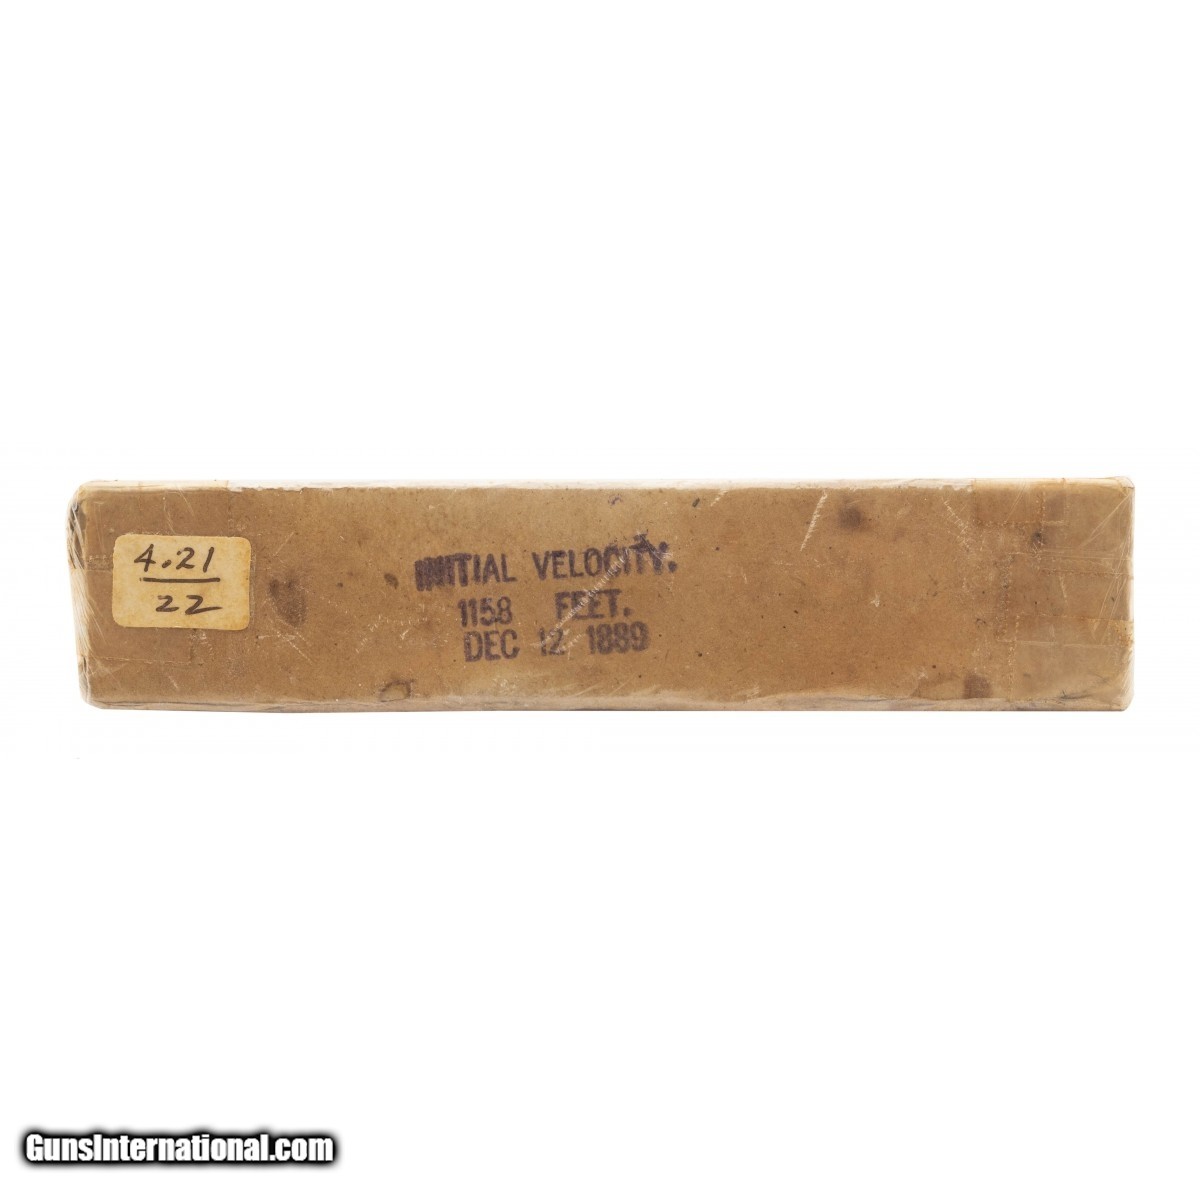 4.21
22
INITIAL VELOCITY.
1158 FEET.
DEC 12 1889
GunsInternational.com